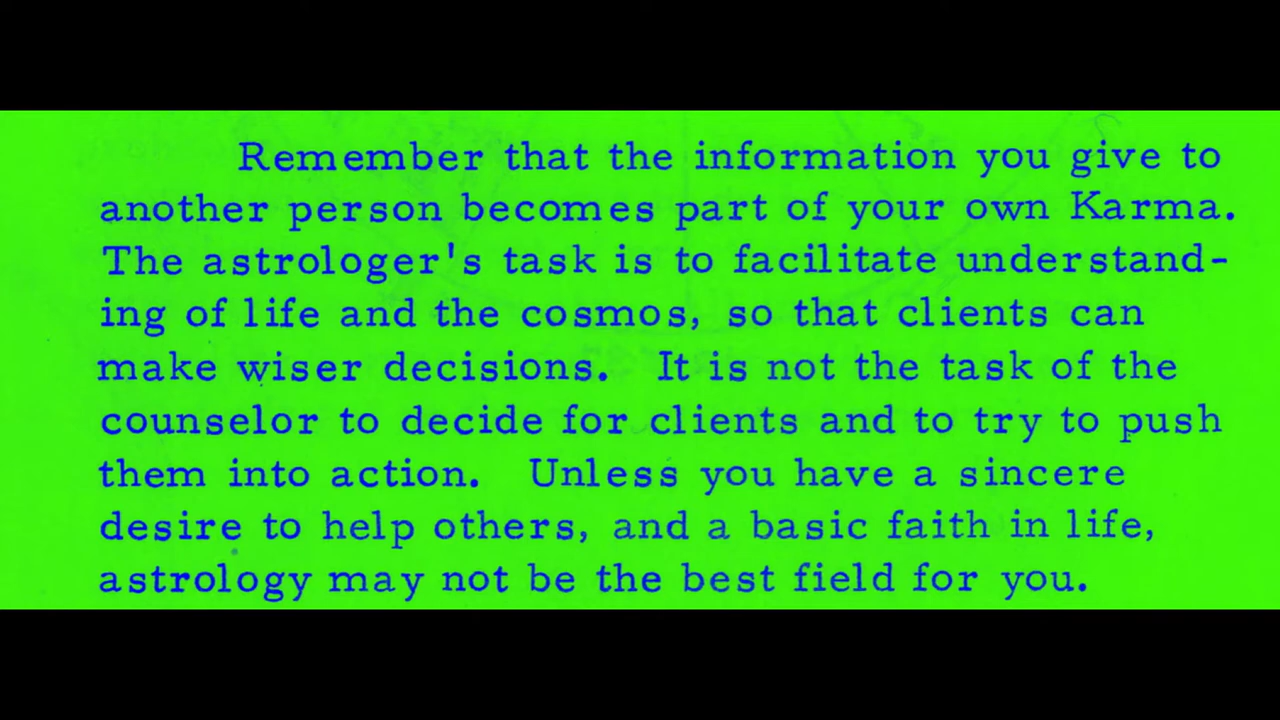 Remember that the information you give to
another person becomes part of your own Karma.
The astrologer's task is to facilitate understand-
ing of life and the cosmos, so that clients can
make wiser decisions. It is not the task of the
counselor to decide for clients and to try to push
them into action. Unless you have a sincere
desire to help others, and a basic faith in life,
astrology may not be the best field for you.